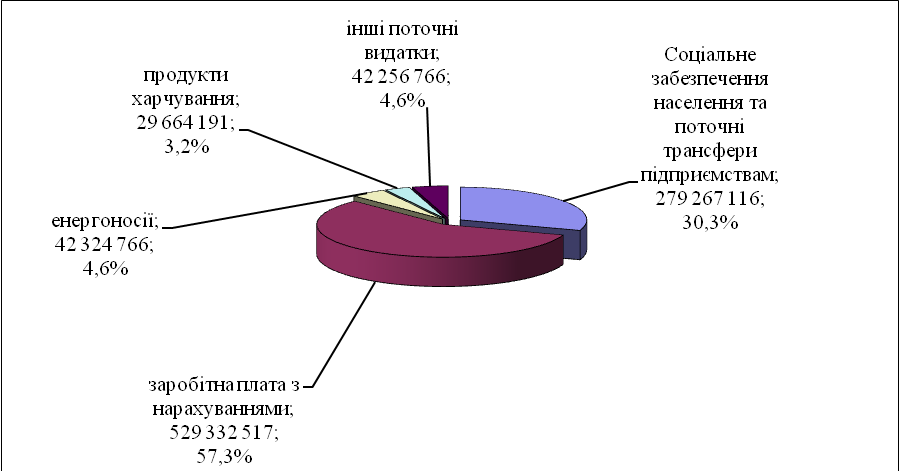 інші поточні
видатки;
42 256 766;
4,6%
продукти
харчування;
29 664 191;
3,2%
Соціальне
забезпечення
населення та
поточні
трансфери
підприємствам;
279 267 116;
30,3%
енергоносії;
42 324 766;
4,6%
заробітна плата з
нарахуваннями;
529 332 517;
57,3%